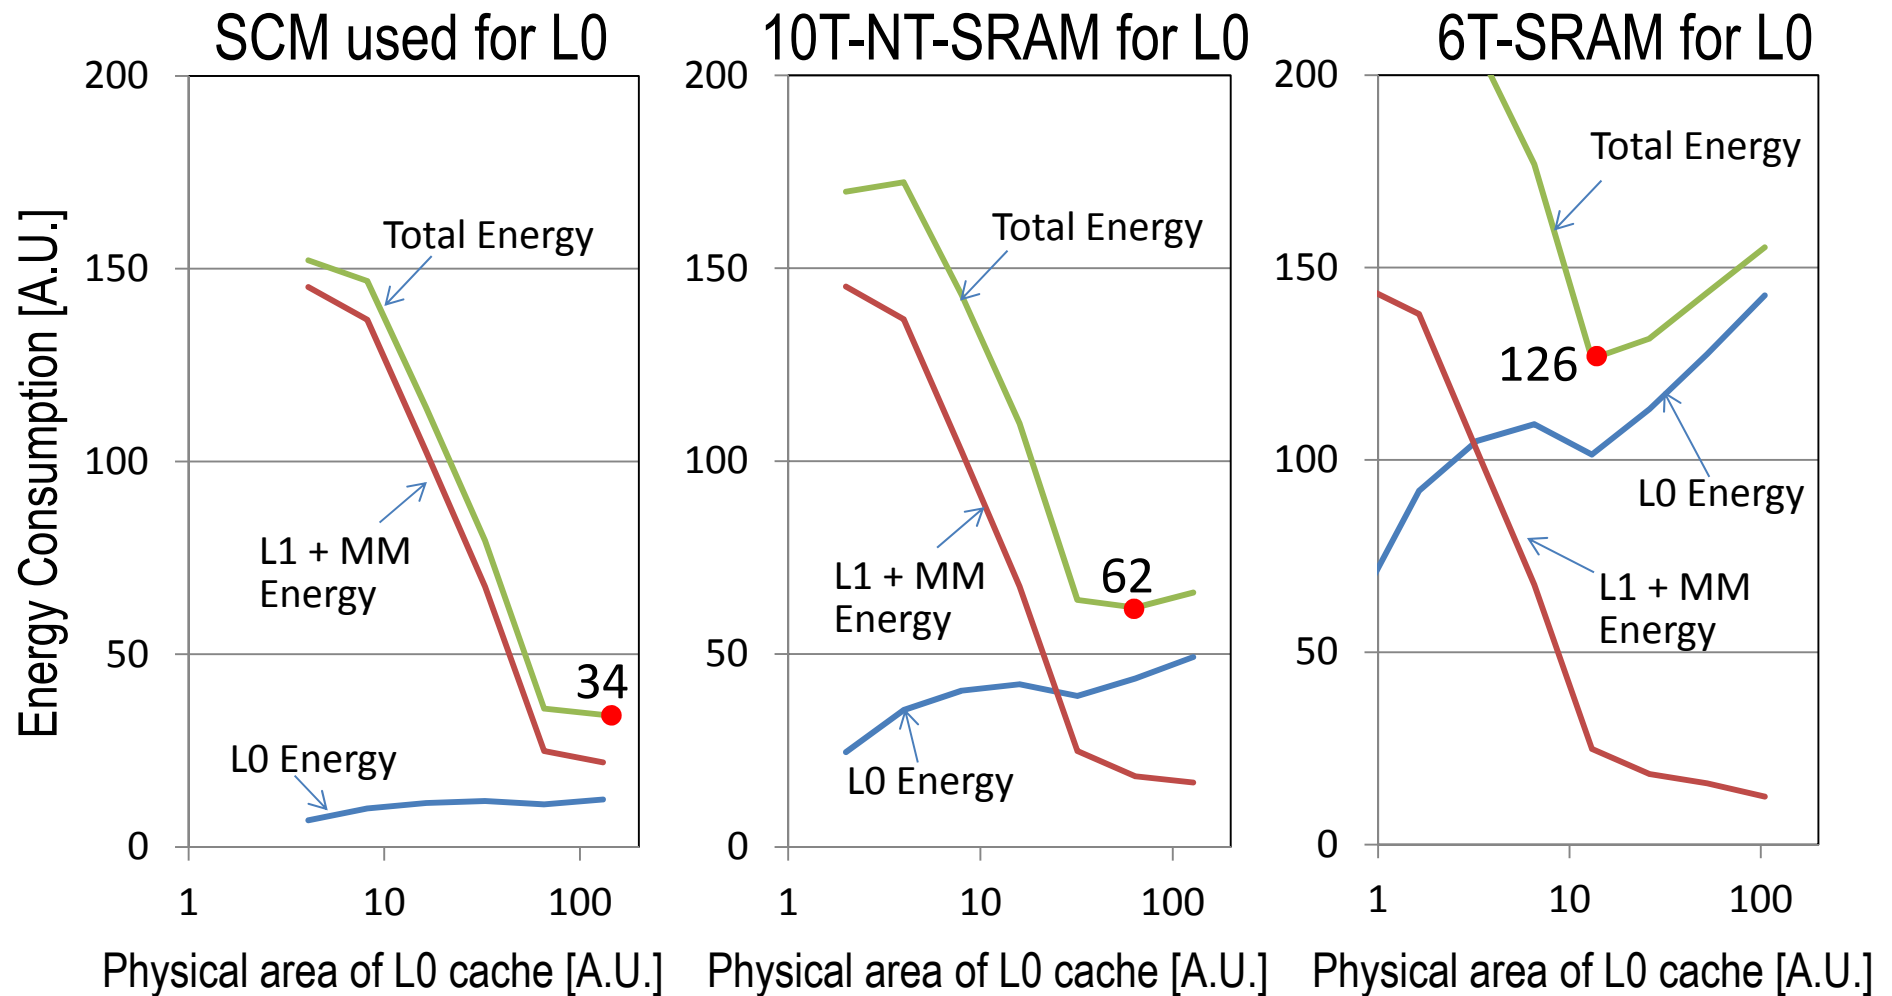 SCM used for L0
10T-NT-SRAM for L0
6T-SRAM for L0
Energy Consumption [A.U.]
200
150
100
50
0
1
10
100
Total Energy
L1 + MM
Energy
34
L0 Energy
Physical area of L0 cache [A.U.]
200
150
100
50
0
1
10
100
Total Energy
L1 + MM
Energy
62
L0 Energy
Physical area of L0 cache [A.U.]
200
150
100
50
0
1
10
100
Total Energy
126
L0 Energy
L1 + MM
Energy
Physical area of L0 cache [A.U.]